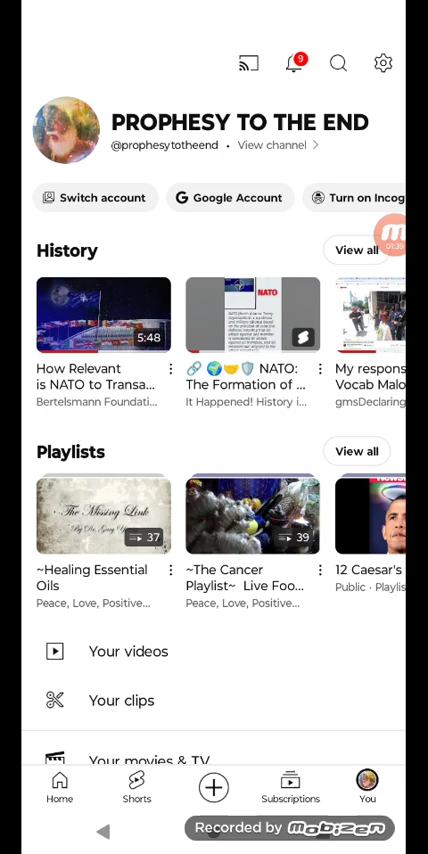 9
PROPHESY TO THE END
@prophesytotheend • View channel >
Switch account
G Google Account
Turn on Incog
01:39
History
View all
5:48
NATO
How Relevant
is NATO to Transa...
Bertelsmann Foundati...
🔗 🌍🤝🛡️ NATO:
The Formation of ...
It Happened! History i...
My respons
Vocab Malo
gmsDeclaring
Playlists
View all
The Missing Link
37
39
~Healing Essential
Oils
Peace, Love, Positive...
~The Cancer
Playlist~ Live Foo...
Peace, Love, Positive...
12 Caesar's
Public · Playlis
Your videos
Your clips
Your movies & TV
Home
Shorts
Subscriptions
You
Recorded by mobizen